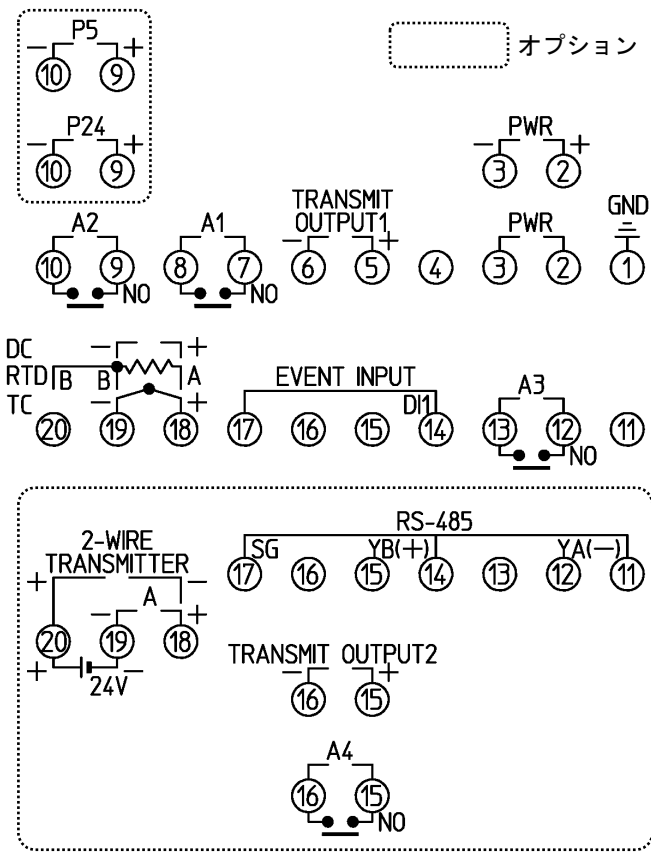 P5
オプション
− +
⑩ ⑨
P24
− +
⑩ ⑨
PWR
− +
③ ②
A2
⑩ ⑨
NO
A1
⑧ ⑦
NO
TRANSMIT
OUTPUT1
− +
⑥ ⑤
④
PWR
③ ②
GND
①
DC − +
RTD B B A
TC − +
⑳ ⑲ ⑱
EVENT INPUT
DI1
⑰ ⑯ ⑮ ⑭
A3
⑬ ⑫
NO
⑪
2-WIRE
TRANSMITTER
+ −
A
− +
⑳ ⑲ ⑱
+ −
24V
RS-485
SG YB(+) YA(−)
⑰ ⑯ ⑮ ⑭ ⑬ ⑫ ⑪
TRANSMIT OUTPUT2
− +
⑯ ⑮
A4
⑯ ⑮
NO